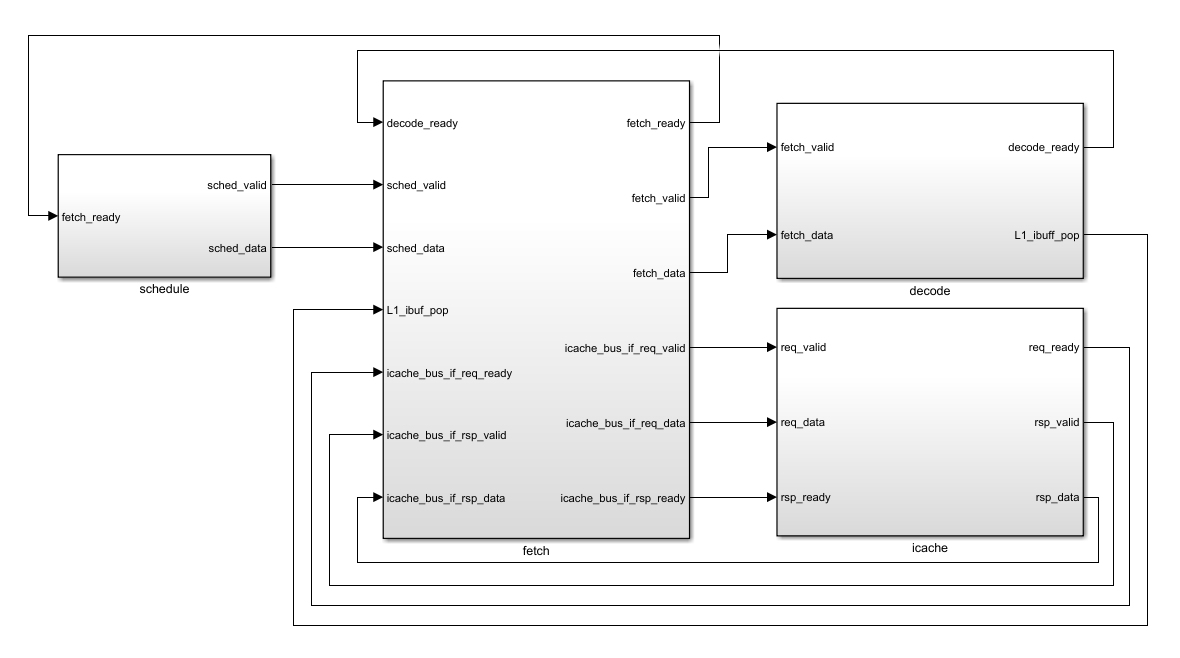 sched_valid
fetch_ready
sched_data
schedule
decode_ready
fetch_ready
sched_valid
fetch_valid
sched_data
fetch_data
L1_ibuf_pop
icache_bus_if_req_valid
icache_bus_if_req_ready
icache_bus_if_req_data
icache_bus_if_rsp_valid
icache_bus_if_rsp_data
icache_bus_if_rsp_ready
fetch
fetch_valid
decode_ready
fetch_data
L1_ibuff_pop
decode
req_valid
req_ready
req_data
rsp_valid
rsp_ready
rsp_data
icache